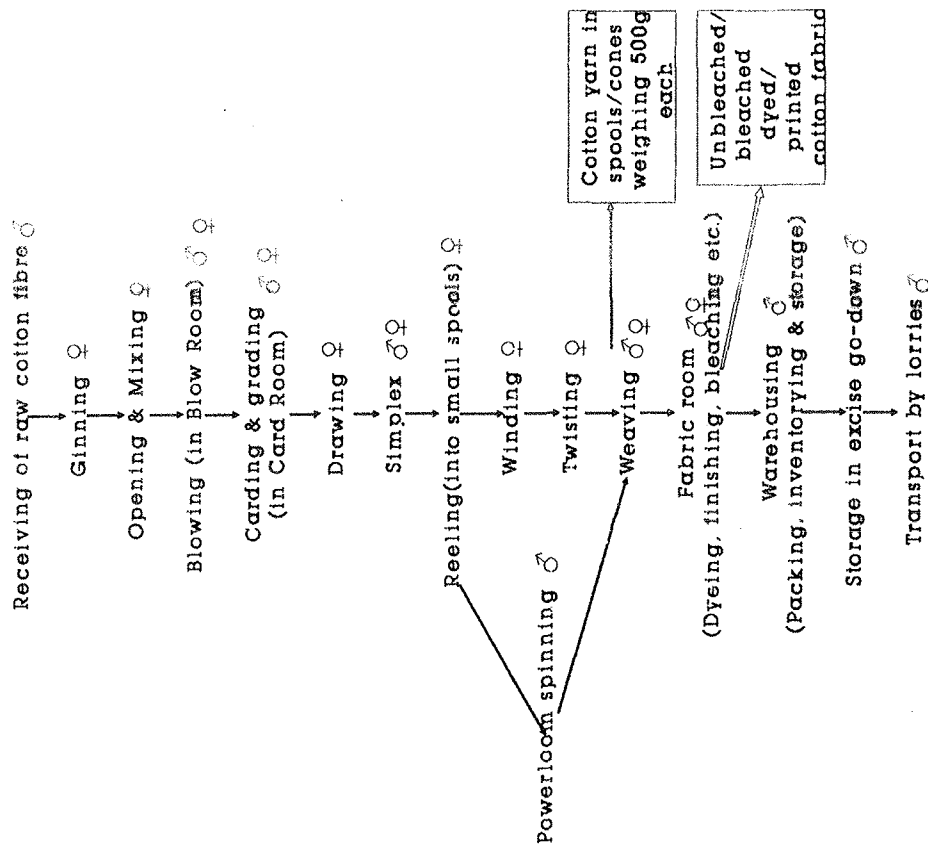 Receiving of raw cotton fibre ♂
Ginning ♀
Opening & Mixing ♀
Blowing (in Blow Room) ♂ ♀
Carding & grading ♂ ♀
(in Card Room)
Drawing ♀
Simplex ♂♀
Reeling(into small spools) ♀
Powerloom spinning ♂
Winding ♀
Twisting ♀
Cotton yarn in
spools/cones
weighing 500g
each
Weaving ♂♀
Fabric room ♂♀
(Dyeing, finishing, bleaching etc.)
Unbleached/
bleached
dyed/
printed
cotton fabric
Warehousing ♂
(Packing, inventorying & storage)
Storage in excise go-down ♂
Transport by lorries ♂